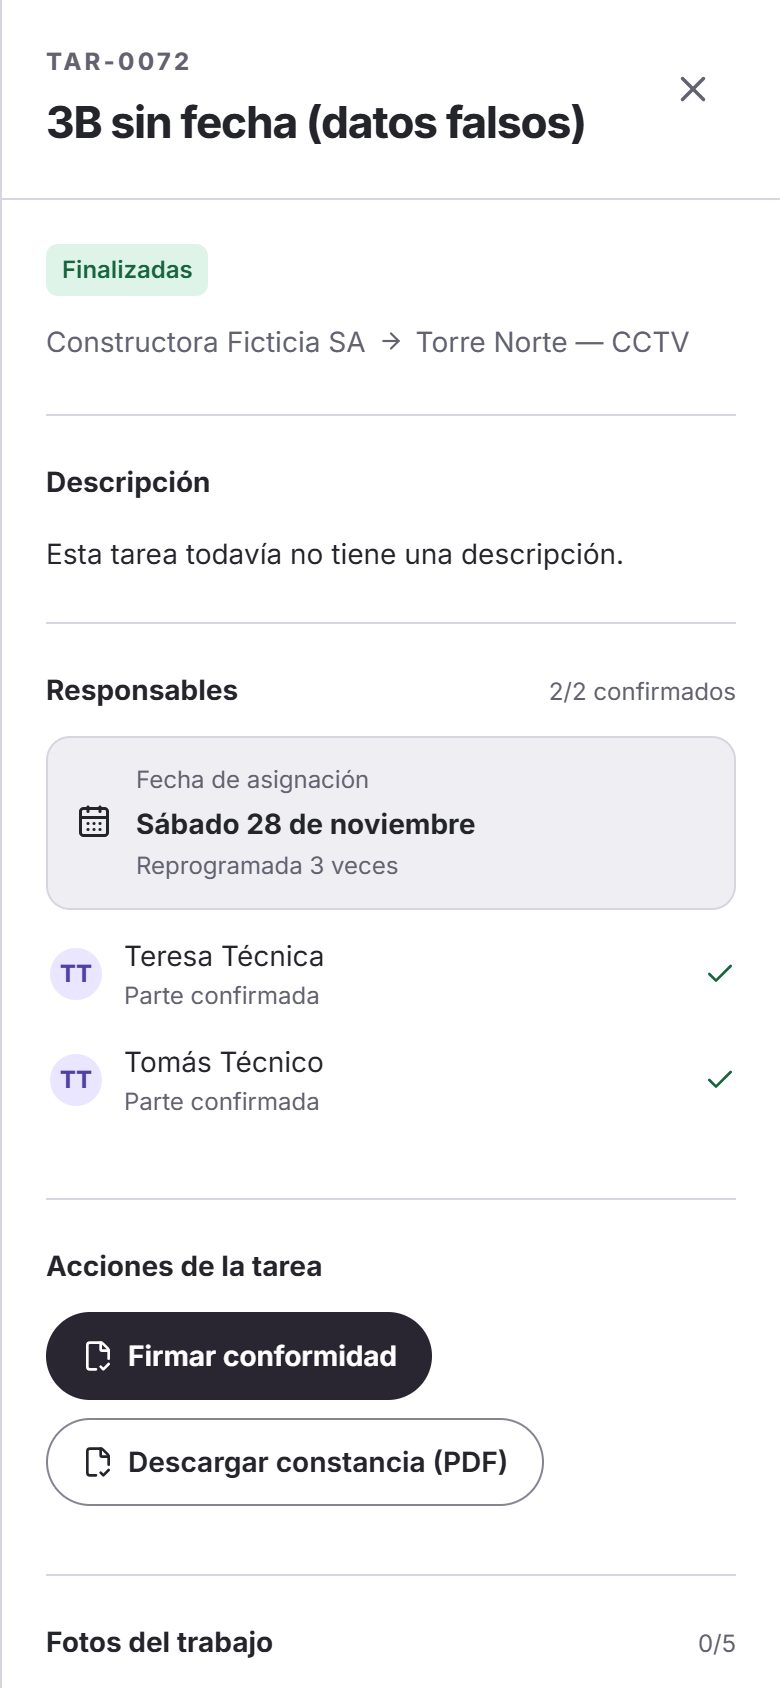 TAR-0072
3B sin fecha (datos falsos)
Finalizadas
Constructora Ficticia SA → Torre Norte — CCTV
Descripción
Esta tarea todavía no tiene una descripción.
Responsables 2/2 confirmados
Fecha de asignación
Sábado 28 de noviembre
Reprogramada 3 veces
TT Teresa Técnica
Parte confirmada
TT Tomás Técnico
Parte confirmada
Acciones de la tarea
Firmar conformidad
Descargar constancia (PDF)
Fotos del trabajo 0/5